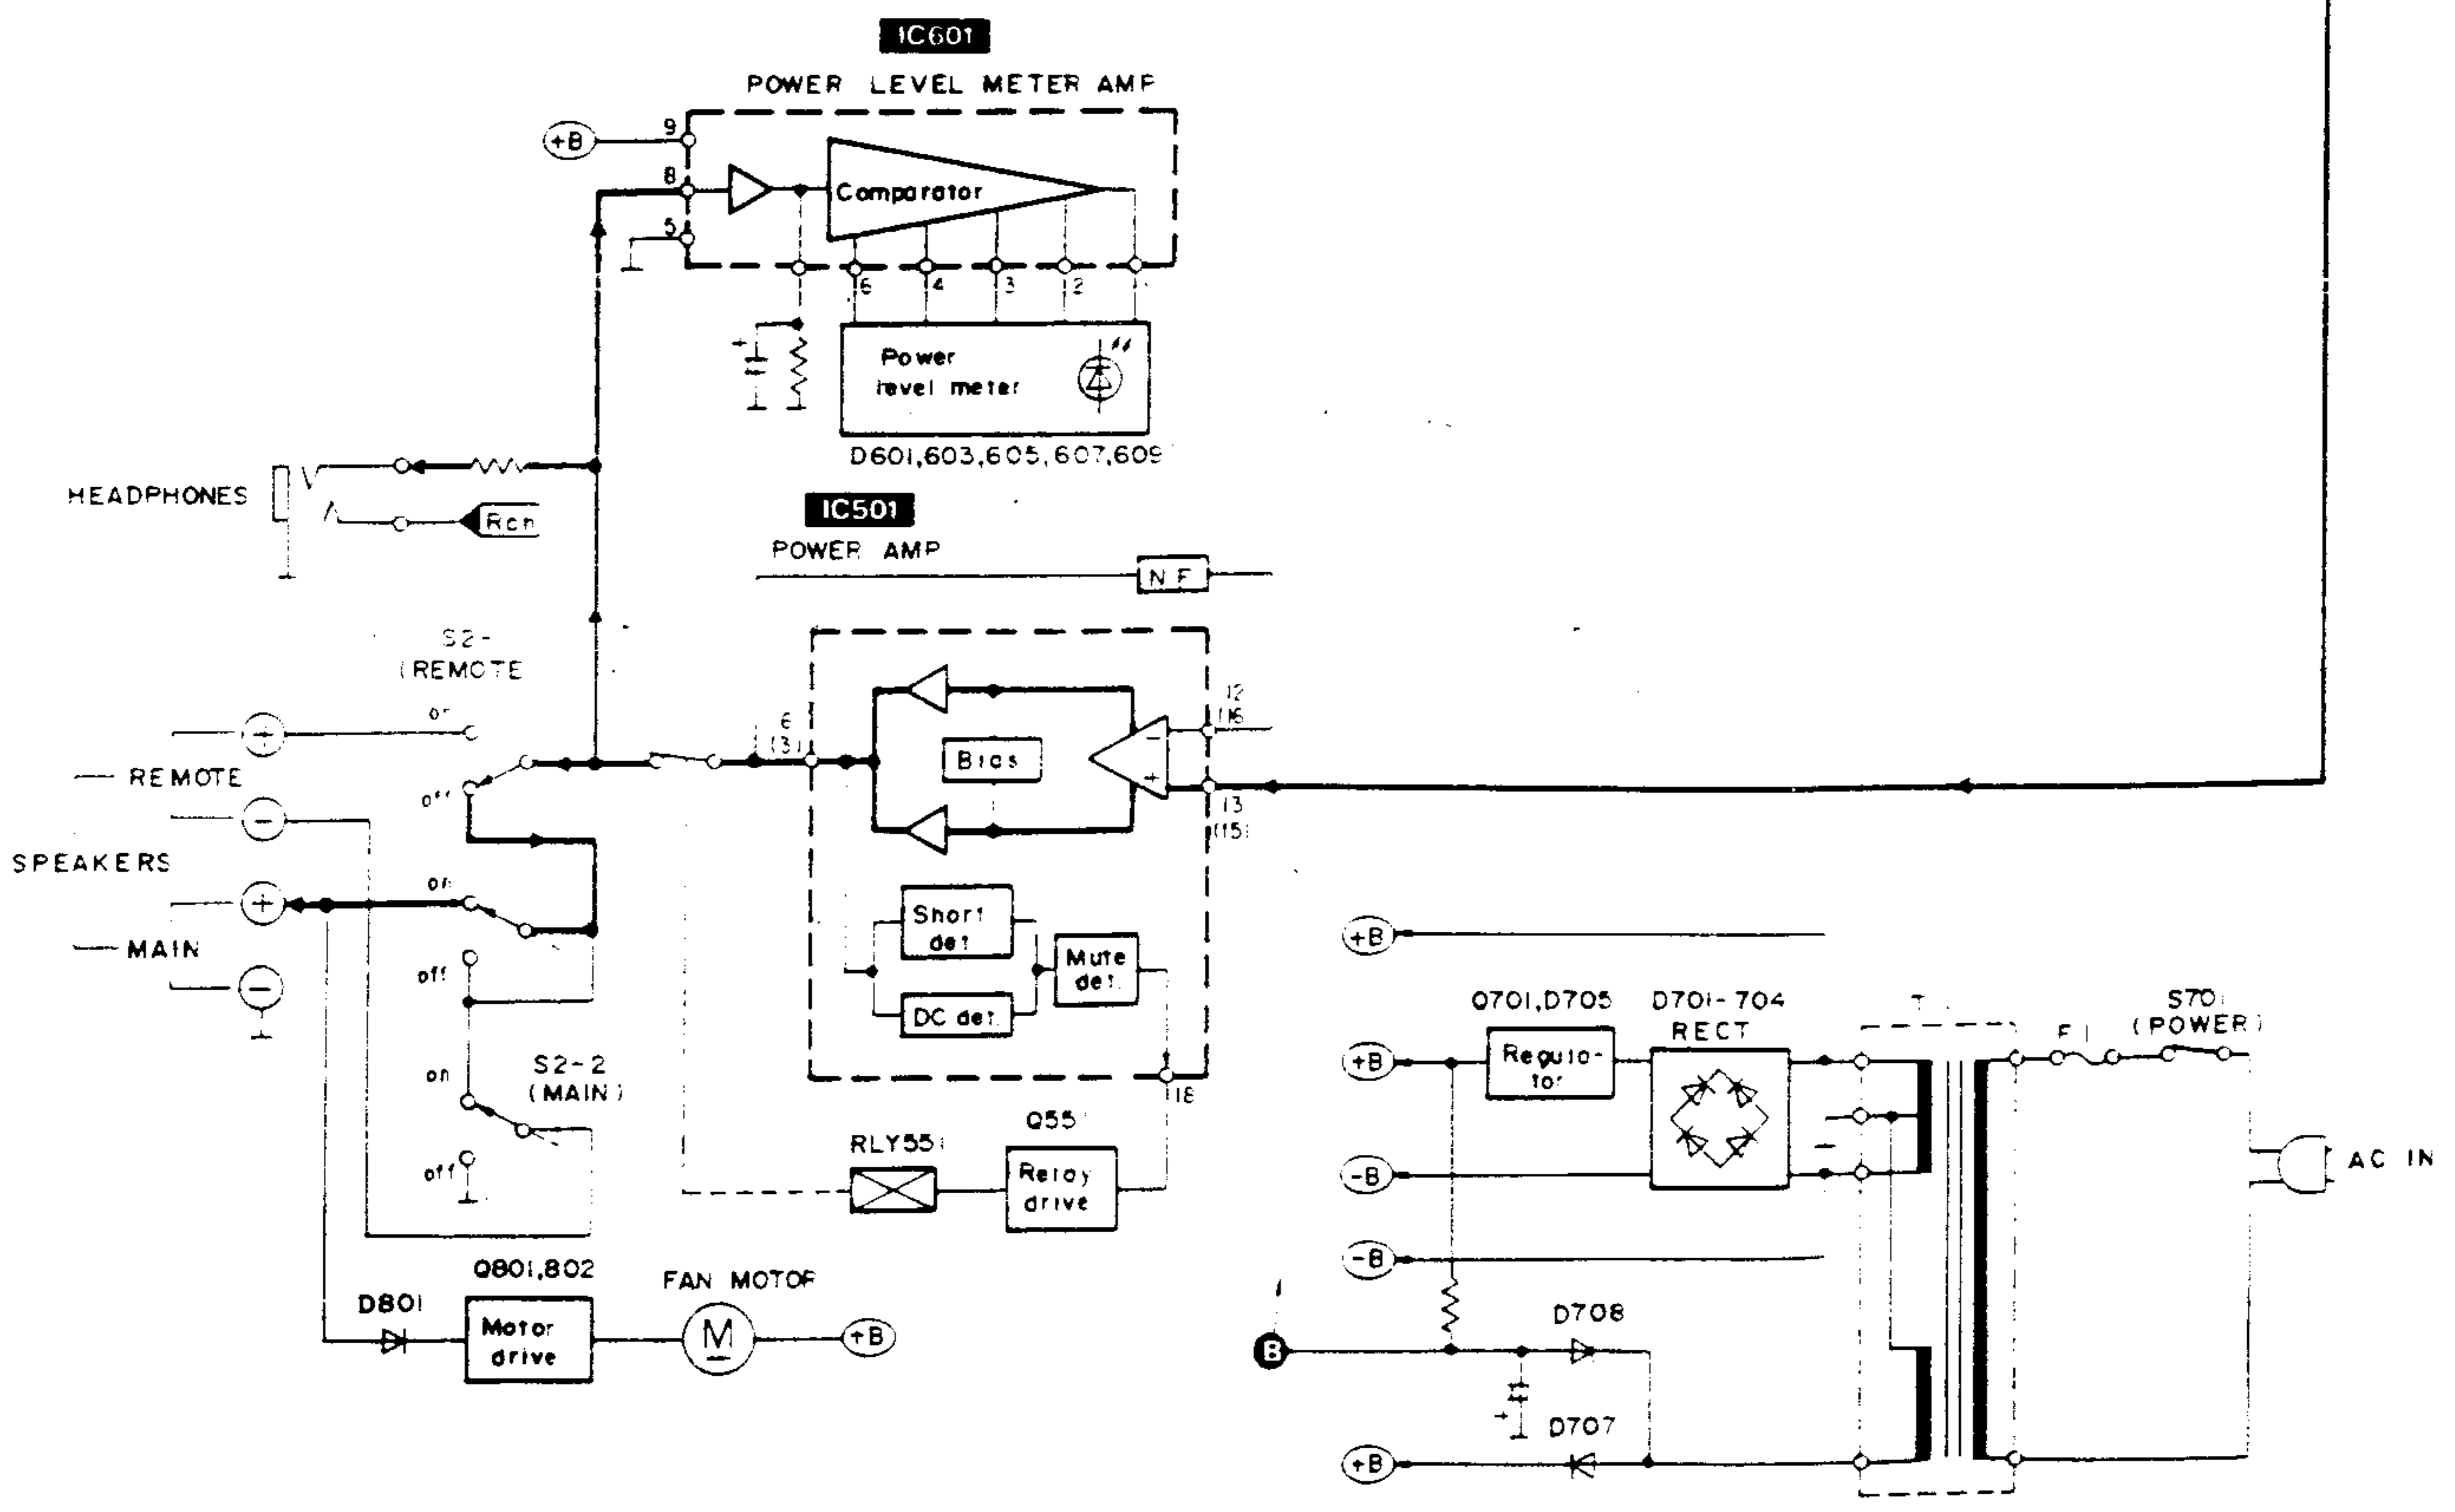 IC601
POWER LEVEL METER AMP
+B
9
8
5
Comparator
6
4
3
2
+
Power
level meter
D601,603,605,607,609
HEADPHONES
Rch
IC501
POWER AMP
NF
S2-
(REMOTE
on
+
REMOTE
off
−
SPEAKERS
on
+
MAIN
off
−
on
S2-2
(MAIN)
off
6
(3)
12
(16
Bias
−
+
13
(15)
Short
det.
Mute
det.
DC det.
18
RLY551
Q551
Relay
drive
Q801,802
FAN MOTOR
D801
Motor
drive
M
+B
+B
Q701,D705
D701-704
RECT
T
S701
(POWER)
F1
+B
Regula-
tor
-B
AC IN
-B
D708
B
+
D707
+B